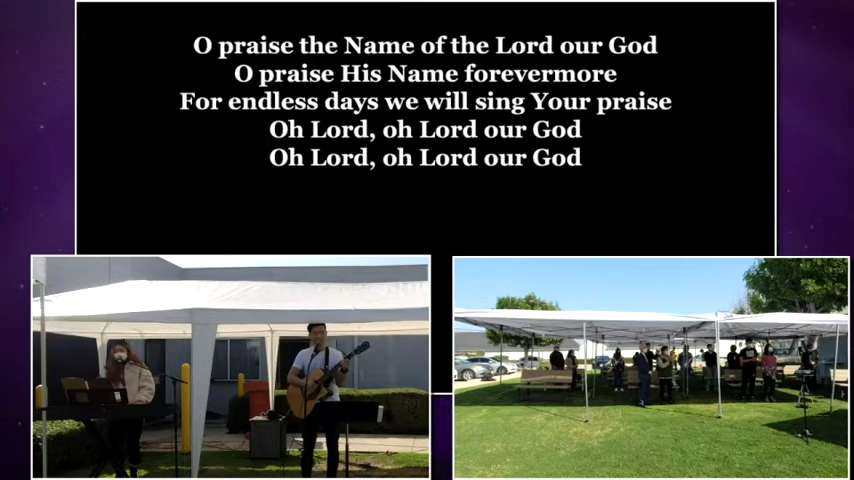 O praise the Name of the Lord our God
O praise His Name forevermore
For endless days we will sing Your praise
Oh Lord, oh Lord our God
Oh Lord, oh Lord our God